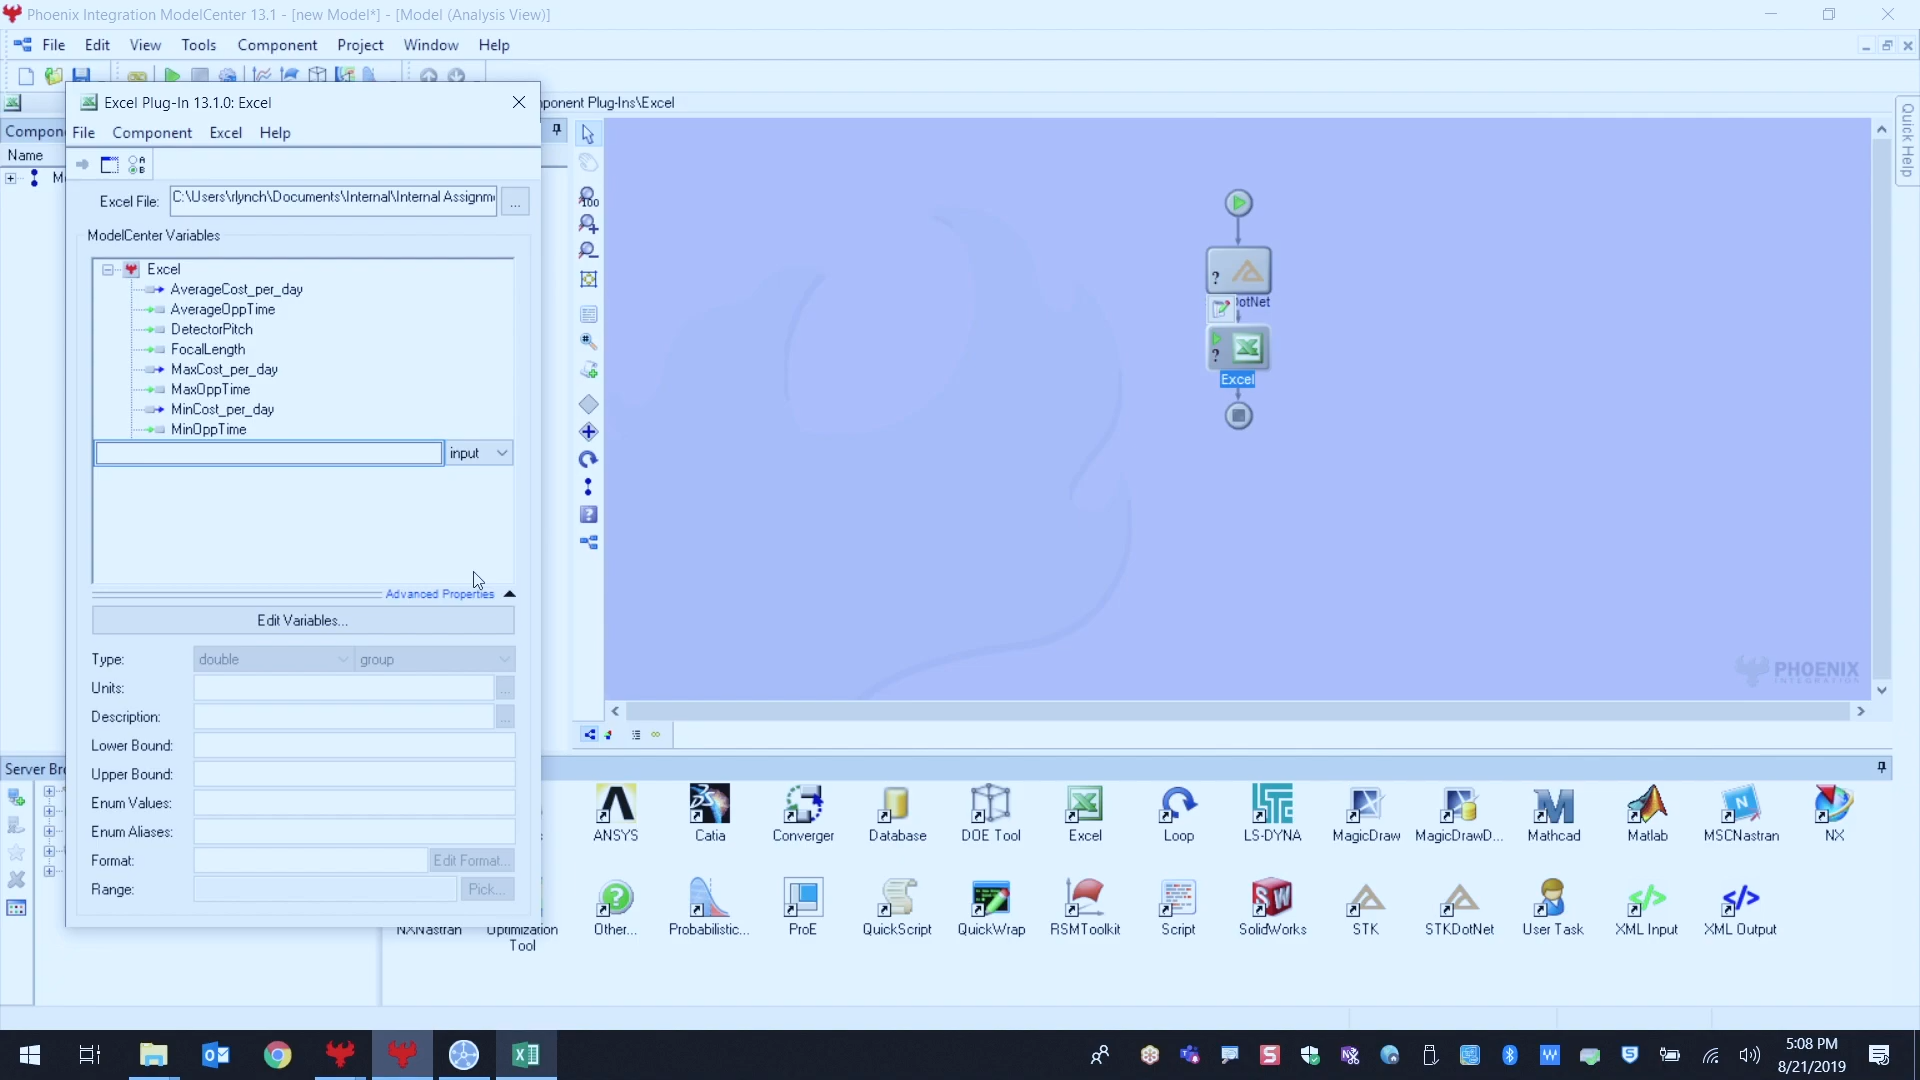 Phoenix Integration ModelCenter 13.1 - [new Model*] - [Model (Analysis View)]
File Edit View Tools Component Project Window Help
Excel Plug-In 13.1.0: Excel
ponent Plug-Ins\Excel
Quick Help
File Component Excel Help
Compon
Name
M
Excel File: C:\Users\rlynch\Documents\Internal\Internal Assignm ...
ModelCenter Variables
Excel
AverageCost_per_day
AverageOppTime
DetectorPitch
FocalLength
MaxCost_per_day
MaxOppTime
MinCost_per_day
MinOppTime
input
100
? DotNet
?
Excel
Advanced Properties
Edit Variables...
Type: double group
Units: ...
Description: ...
Lower Bound:
Upper Bound:
Enum Values:
Enum Aliases:
Format: Edit Format...
Range: Pick...
PHOENIX
INTEGRATION
Server Bro
ANSYS Catia Converger Database DOE Tool Excel Loop LS-DYNA MagicDraw MagicDrawD... Mathcad Matlab MSCNastran NX
NXNastran Optimization Tool Other... Probabilistic... ProE QuickScript QuickWrap RSMToolkit Script SolidWorks STK STKDotNet User Task XML Input XML Output
5:08 PM
8/21/2019